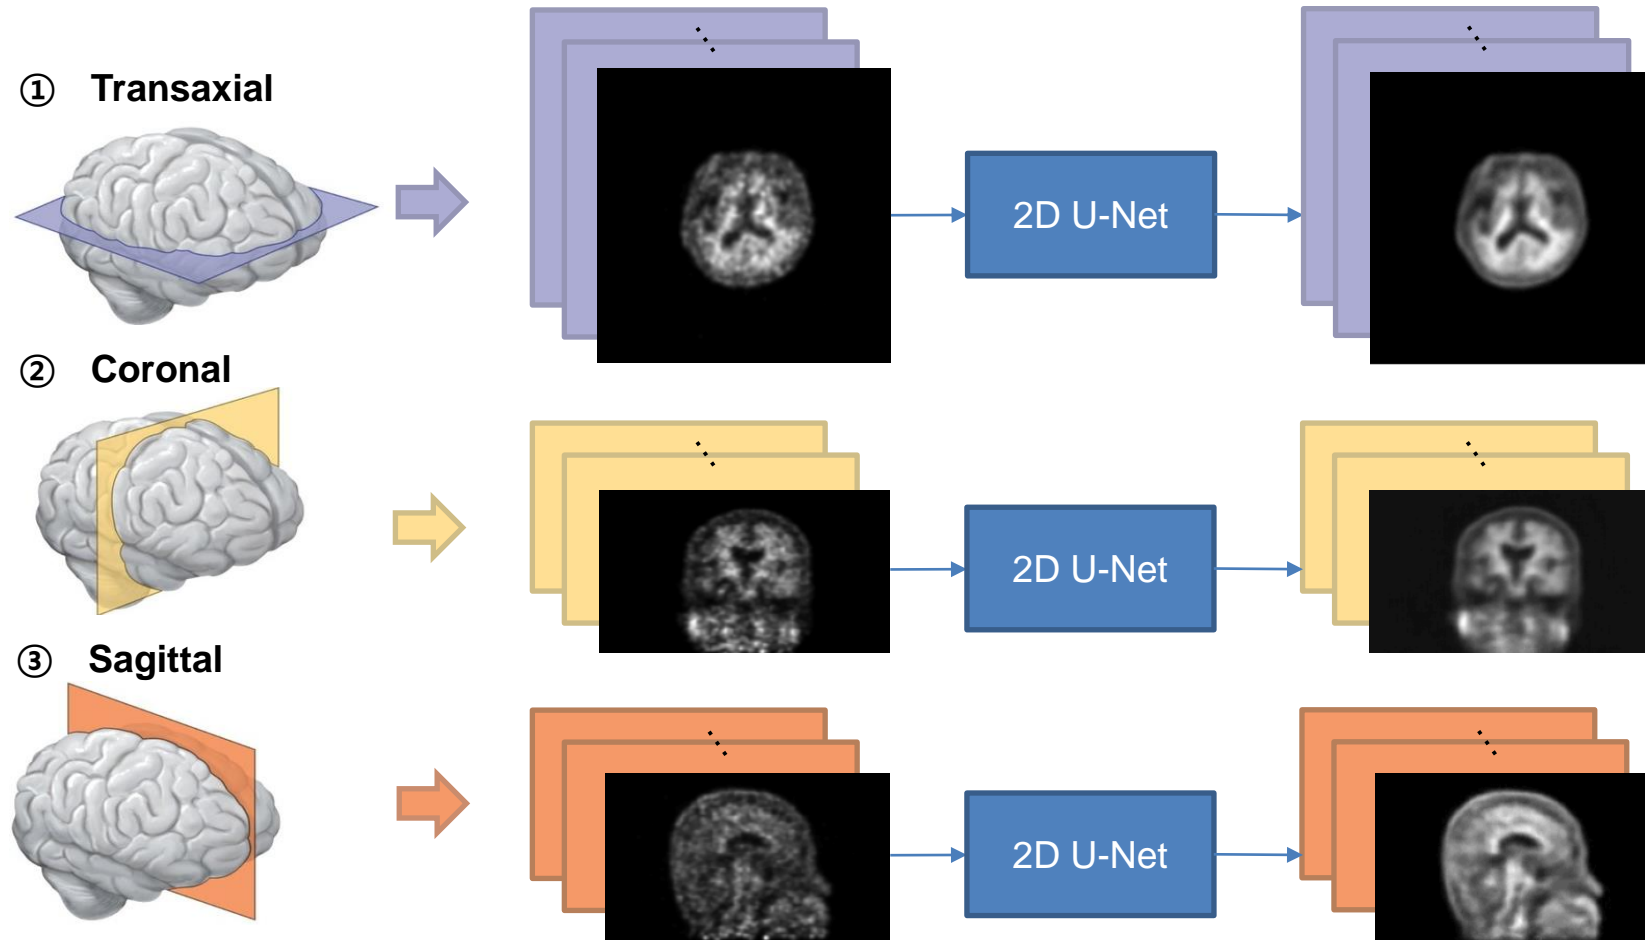 ① Transaxial
2D U-Net
② Coronal
2D U-Net
③ Sagittal
2D U-Net